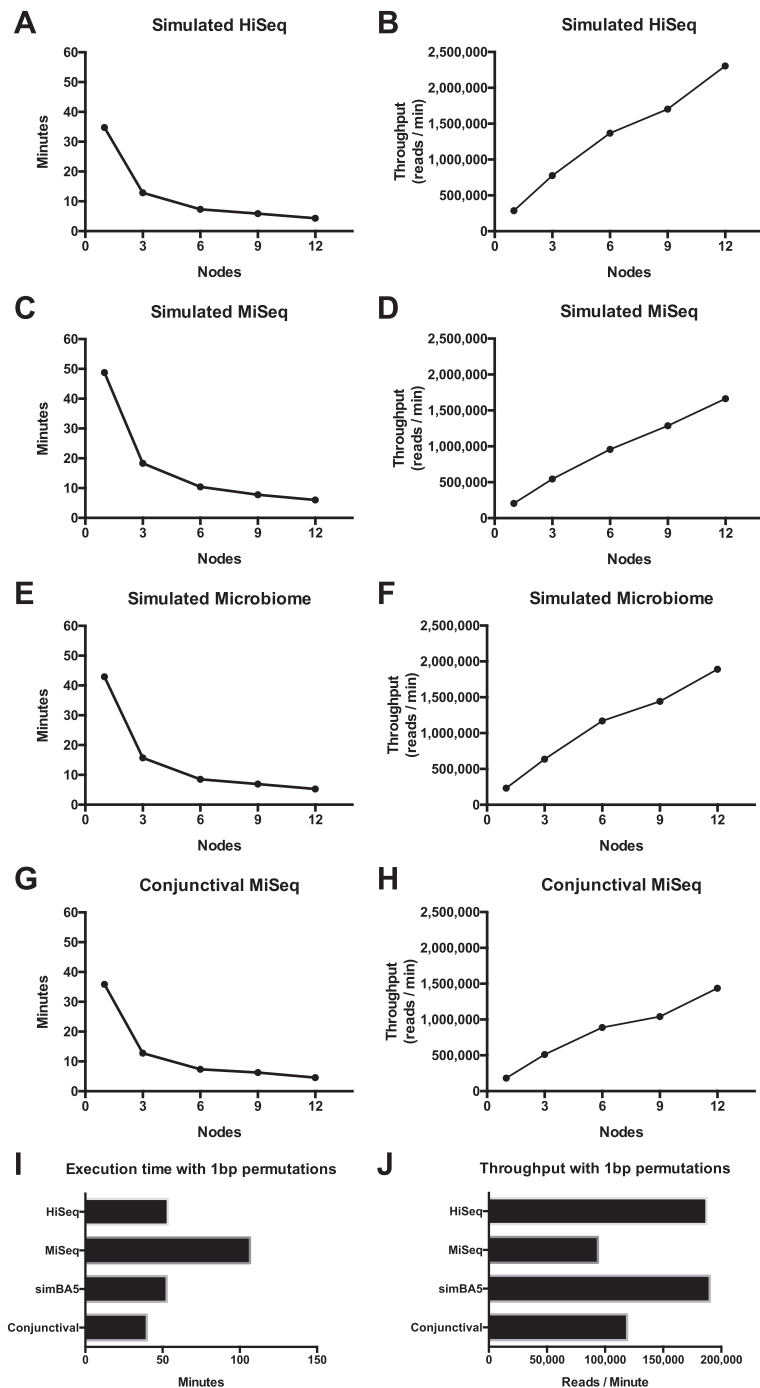 A
Simulated HiSeq
60
50
40
30
20
10
0
Minutes
0 3 6 9 12
Nodes
B
Simulated HiSeq
2,500,000
2,000,000
1,500,000
1,000,000
500,000
0
Throughput
(reads / min)
0 3 6 9 12
Nodes
C
Simulated MiSeq
60
50
40
30
20
10
0
Minutes
0 3 6 9 12
Nodes
D
Simulated MiSeq
2,500,000
2,000,000
1,500,000
1,000,000
500,000
0
Throughput
(reads / min)
0 3 6 9 12
Nodes
E
Simulated Microbiome
60
50
40
30
20
10
0
Minutes
0 3 6 9 12
Nodes
F
Simulated Microbiome
2,500,000
2,000,000
1,500,000
1,000,000
500,000
0
Throughput
(reads / min)
0 3 6 9 12
Nodes
G
Conjunctival MiSeq
60
50
40
30
20
10
0
Minutes
0 3 6 9 12
Nodes
H
Conjunctival MiSeq
2,500,000
2,000,000
1,500,000
1,000,000
500,000
0
Throughput
(reads / min)
0 3 6 9 12
Nodes
I
Execution time with 1bp permutations
HiSeq
MiSeq
simBA5
Conjunctival
0 50 100 150
Minutes
J
Throughput with 1bp permutations
HiSeq
MiSeq
simBA5
Conjunctival
0 50,000 100,000 150,000 200,000
Reads / Minute